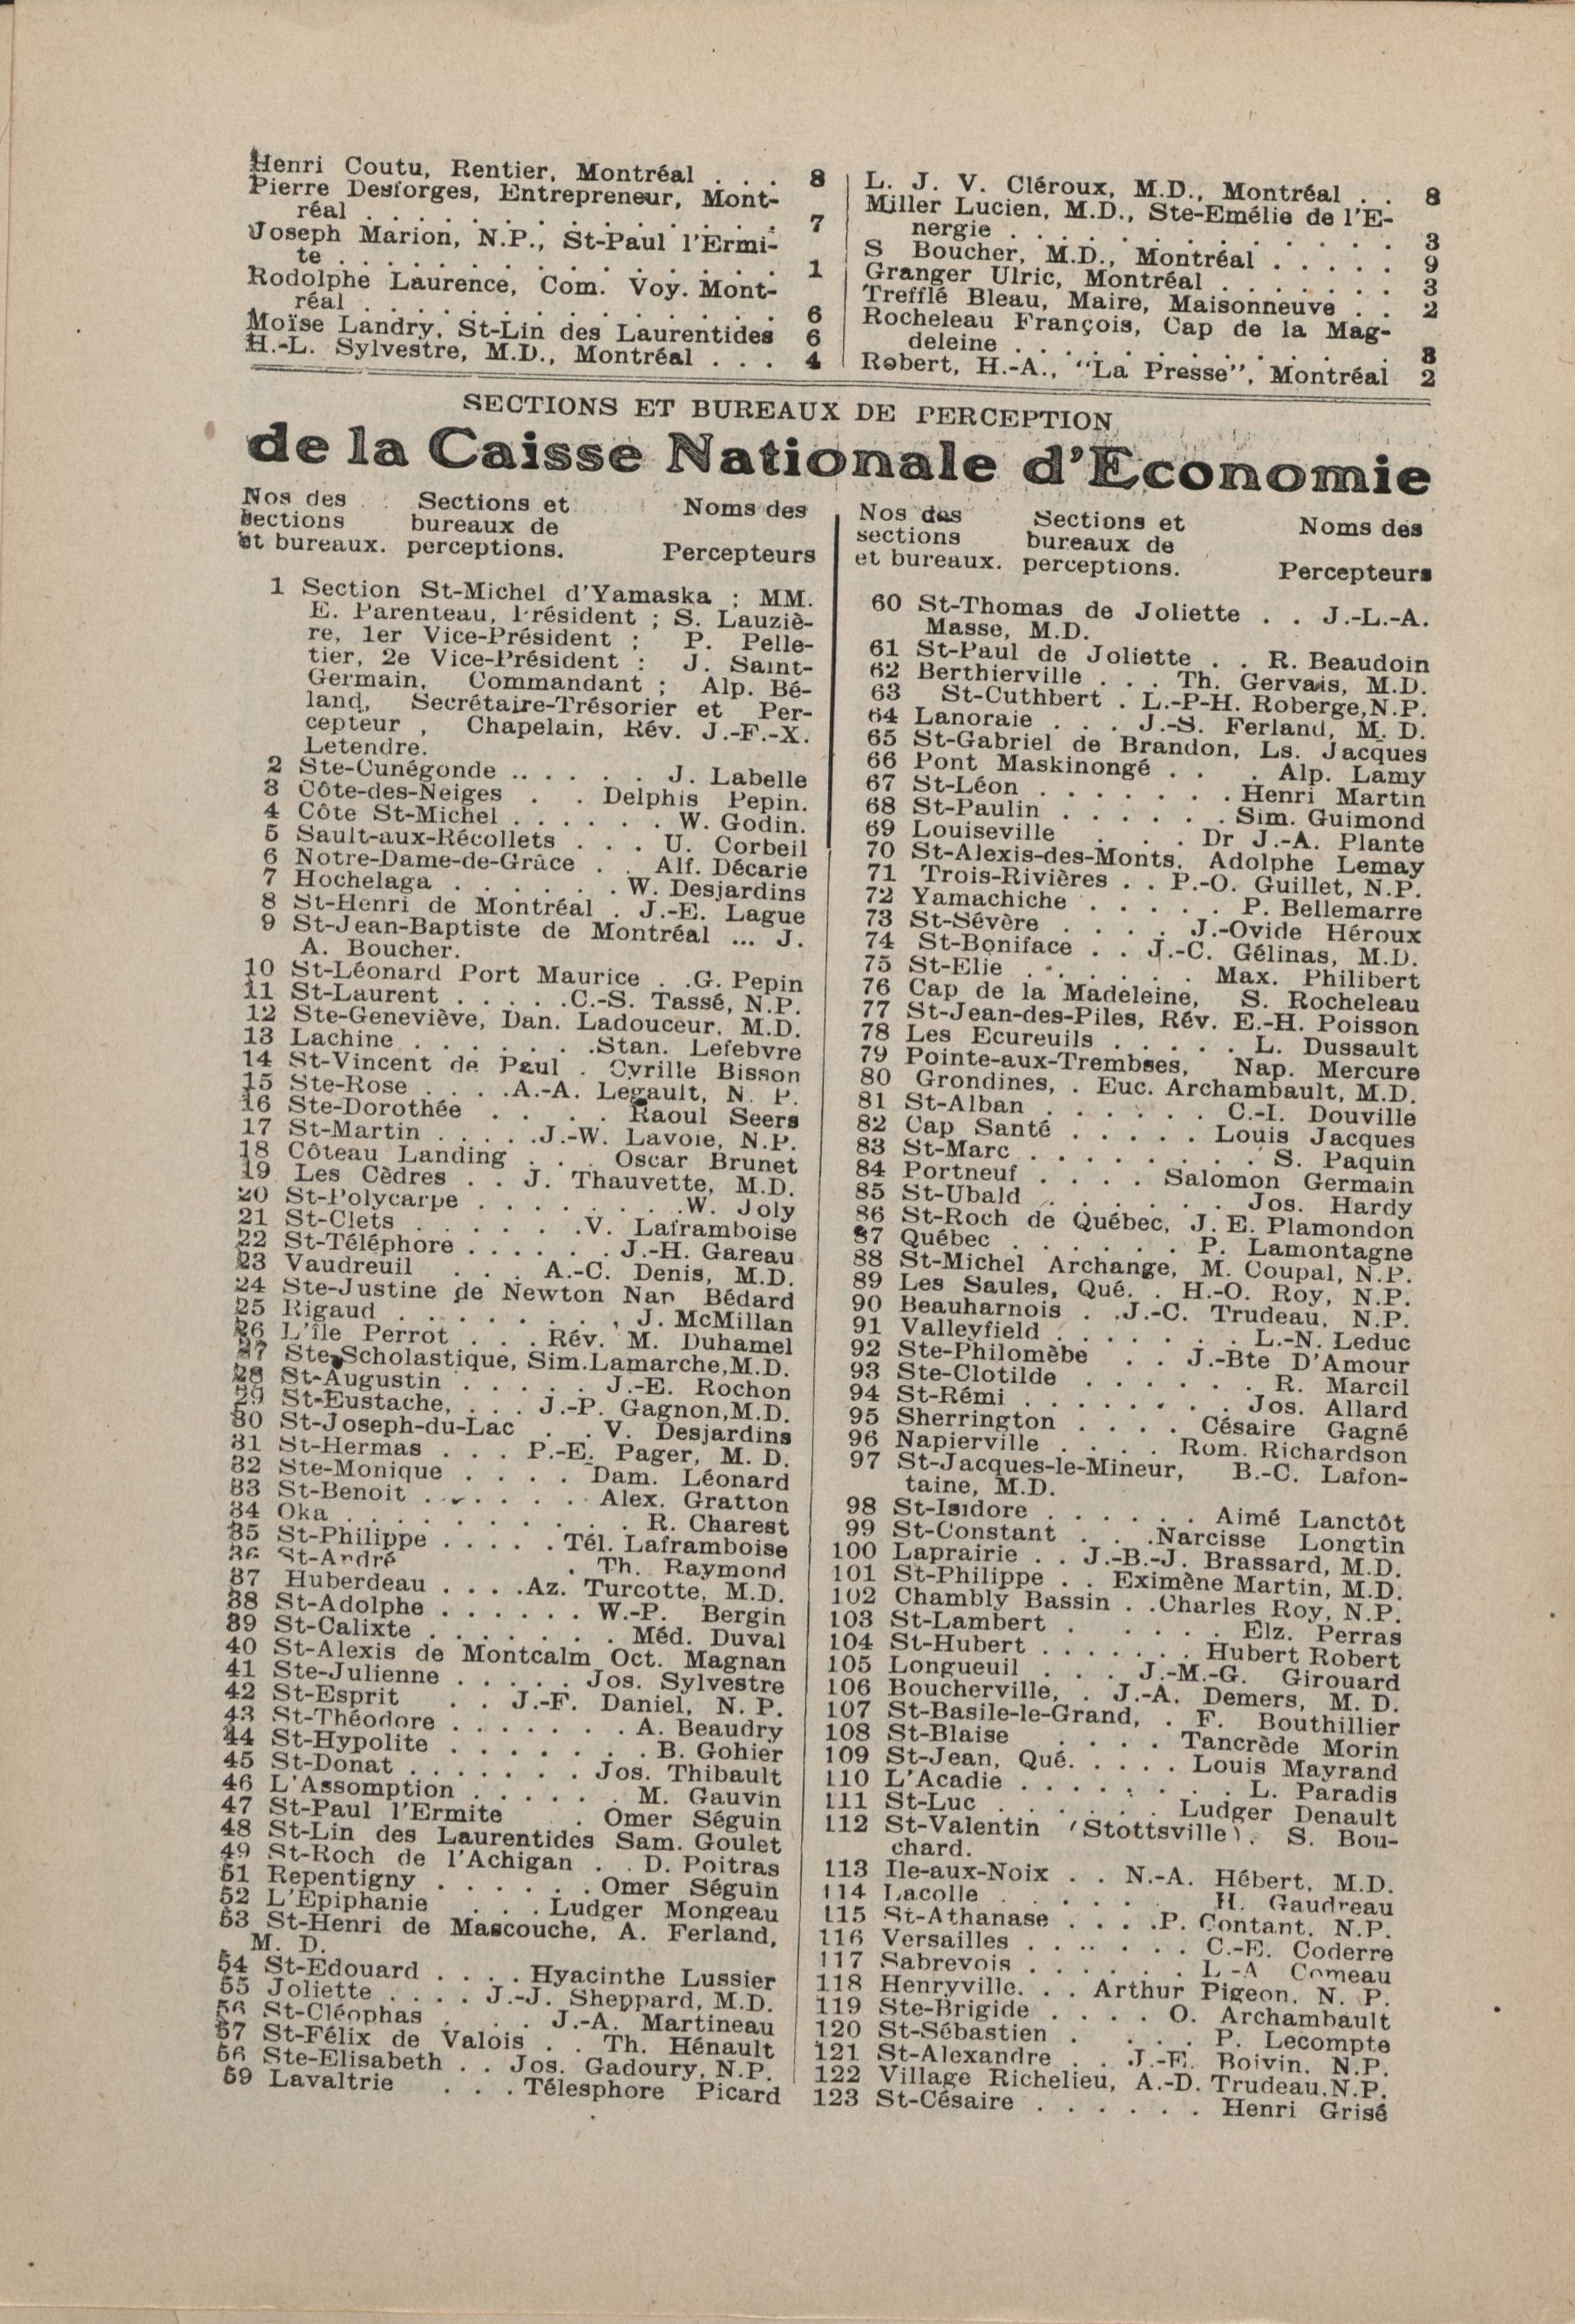 Henri Coutu, Rentier, Montréal . . . 8
Pierre Desforges, Entrepreneur, Mont-
réal . . . . . . . . . . . 7
Joseph Marion, N.P., St-Paul l'Ermi-
te . . . . . . . . . . . . 1
Rodolphe Laurence, Com. Voy. Mont-
réal . . . . . . . . . . . 6
Moïse Landry, St-Lin des Laurentides 6
H.-L. Sylvestre, M.D., Montréal . . . 4
L. J. V. Cléroux, M.D., Montréal . . 8
Miller Lucien, M.D., Ste-Emélie de l'E-
nergie . . . . . . . . . . . 3
S Boucher, M.D., Montréal . . . . . 9
Granger Ulric, Montréal . . . . . . . 3
Trefflé Bleau, Maire, Maisonneuve . . 2
Rocheleau François, Cap de la Mag-
deleine . . . . . . . . . . . 8
Robert, H.-A., "La Presse", Montréal 2
SECTIONS ET BUREAUX DE PERCEPTION
de la Caisse Nationale d'Economie
Nos des Sections et Noms des
sections bureaux de
et bureaux. perceptions. Percepteurs
1 Section St-Michel d'Yamaska ; MM.
E. Parenteau, Président ; S. Lauziè-
re, 1er Vice-Président ; P. Pelle-
tier, 2e Vice-Président : J. Saint-
Germain, Commandant ; Alp. Bé-
land, Secrétaire-Trésorier et Per-
cepteur , Chapelain, Rév. J.-F.-X.
Letendre.
2 Ste-Cunégonde .. . . . . J. Labelle
3 Côte-des-Neiges . . Delphis Pepin.
4 Côte St-Michel . . . . . . W. Godin.
5 Sault-aux-Récollets . . . U. Corbeil
6 Notre-Dame-de-Grâce . . Alf. Décarie
7 Hochelaga . . . . . . W. Desjardins
8 St-Henri de Montréal . J.-E. Lague
9 St-Jean-Baptiste de Montréal ... J.
A. Boucher.
10 St-Léonard Port Maurice . .G. Pepin
11 St-Laurent . . . . .C.-S. Tassé, N.P.
12 Ste-Geneviève, Dan. Ladouceur, M.D.
13 Lachine . . . . . . .Stan. Lefebvre
14 St-Vincent de Paul . Cyrille Bisson
15 Ste-Rose . . . .A.-A. Legault, N. P.
16 Ste-Dorothée . . . . Raoul Seers
17 St-Martin . . . . .J.-W. Lavoie, N.P.
18 Côteau Landing . . . Oscar Brunet
19 Les Cèdres . . J. Thauvette, M.D.
20 St-Polycarpe . . . . . . . .W. Joly
21 St-Clets . . . . . .V. Laframboise
22 St-Téléphore . . . . . . J.-H. Gareau
23 Vaudreuil . . . A.-C. Denis, M.D.
24 Ste-Justine de Newton Nap Bédard
25 Rigaud . . . . . . . , J. McMillan
26 L'île Perrot . . . Rév. M. Duhamel
27 Ste-Scholastique, Sim.Lamarche,M.D.
28 St-Augustin . . . . . J.-E. Rochon
29 St-Eustache, . . . J.-P. Gagnon,M.D.
30 St-Joseph-du-Lac . . V. Desjardins
31 St-Hermas . . . P.-E. Pager, M. D.
32 Ste-Monique . . . . Dam. Léonard
33 St-Benoit . . . . . . Alex. Gratton
34 Oka . . . . . . . . . . R. Charest
35 St-Philippe . . . . . Tél. Laframboise
36 St-André . Th. Raymond
37 Huberdeau . . . .Az. Turcotte, M.D.
38 St-Adolphe . . . . . . W.-P. Bergin
39 St-Calixte . . . . . . . Méd. Duval
40 St-Alexis de Montcalm Oct. Magnan
41 Ste-Julienne . . . . . Jos. Sylvestre
42 St-Esprit . . J.-F. Daniel, N. P.
43 St-Théodore . . . . . . . A. Beaudry
44 St-Hypolite . . . . . . . B. Gohier
45 St-Donat . . . . . . . Jos. Thibault
46 L'Assomption . . . . . . M. Gauvin
47 St-Paul l'Ermite . . Omer Séguin
48 St-Lin des Laurentides Sam. Goulet
49 St-Roch de l'Achigan . . D. Poitras
51 Repentigny . . . . . . Omer Séguin
52 L'Epiphanie . . . Ludger Mongeau
53 St-Henri de Mascouche, A. Ferland,
M. D.
54 St-Edouard . . . . Hyacinthe Lussier
55 Joliette . . . . J.-J. Sheppard, M.D.
56 St-Cléophas . . . J.-A. Martineau
57 St-Félix de Valois . . Th. Hénault
56 Ste-Elisabeth . . Jos. Gadoury, N.P.
59 Lavaltrie . . . Télesphore Picard
Nos des Sections et Noms des
sections bureaux de
et bureaux. perceptions. Percepteurs
60 St-Thomas de Joliette . . J.-L.-A.
Masse, M.D.
61 St-Paul de Joliette . . R. Beaudoin
62 Berthierville . . . Th. Gervais, M.D.
63 St-Cuthbert . L.-P-H. Roberge,N.P.
64 Lanoraie . . . J.-S. Ferland, M. D.
65 St-Gabriel de Brandon, Ls. Jacques
66 Pont Maskinongé . . . Alp. Lamy
67 St-Léon . . . . . . . Henri Martin
68 St-Paulin . . . . . . Sim. Guimond
69 Louiseville . . . Dr J.-A. Plante
70 St-Alexis-des-Monts, Adolphe Lemay
71 Trois-Rivières . . P.-O. Guillet, N.P.
72 Yamachiche . . . . . P. Bellemarre
73 St-Sévère . . . . J.-Ovide Héroux
74 St-Boniface . . J.-C. Gélinas, M.D.
75 St-Elie . . . . . . Max. Philibert
76 Cap de la Madeleine, S. Rocheleau
77 St-Jean-des-Piles, Rév. E.-H. Poisson
78 Les Ecureuils . . . . . L. Dussault
79 Pointe-aux-Trembses, Nap. Mercure
80 Grondines, . Euc. Archambault, M.D.
81 St-Alban . . . . . . C.-I. Douville
82 Cap Santé . . . . . Louis Jacques
83 St-Marc . . . . . . . . S. Paquin
84 Portneuf . . . . Salomon Germain
85 St-Ubald . . . . . . Jos. Hardy
86 St-Roch de Québec, J. E. Plamondon
87 Québec . . . . . . P. Lamontagne
88 St-Michel Archange, M. Coupal, N.P.
89 Les Saules, Qué. . H.-O. Roy, N.P.
90 Beauharnois . .J.-C. Trudeau, N.P.
91 Valleyfield . . . . . . . L.-N. Leduc
92 Ste-Philomèbe . . J.-Bte D'Amour
93 Ste-Clotilde . . . . . . R. Marcil
94 St-Rémi . . . . . . . Jos. Allard
95 Sherrington . . . . Césaire Gagné
96 Napierville . . . . Rom. Richardson
97 St-Jacques-le-Mineur, B.-C. Lafon-
taine, M.D.
98 St-Isidore . . . . . . Aimé Lanctôt
99 St-Constant . . .Narcisse Longtin
100 Laprairie . . J.-B.-J. Brassard, M.D.
101 St-Philippe . . Eximène Martin, M.D.
102 Chambly Bassin . .Charles Roy, N.P.
103 St-Lambert . . . . . . Elz. Perras
104 St-Hubert . . . . . . . Hubert Robert
105 Longueuil . . . J.-M.-G. Girouard
106 Boucherville, . J.-A. Demers, M. D.
107 St-Basile-le-Grand, . F. Bouthillier
108 St-Blaise . . . . Tancrède Morin
109 St-Jean, Qué. . . . . Louis Mayrand
110 L'Acadie . . . . . . . . L. Paradis
111 St-Luc . . . . . . Ludger Denault
112 St-Valentin (Stottsville). S. Bou-
chard.
113 Ile-aux-Noix . . N.-A. Hébert, M.D.
114 Lacolle . . . . . . H. Gaudreau
115 St-Athanase . . . .P. Contant, N.P.
116 Versailles . . . . . . C.-E. Coderre
117 Sabrevois . . . . . . L.-A Comeau
118 Henryville. . . Arthur Pigeon, N. P.
119 Ste-Brigide . . . . O. Archambault
120 St-Sébastien . . . . P. Lecompte
121 St-Alexandre . . J.-E. Boivin, N.P.
122 Village Richelieu, A.-D. Trudeau,N.P.
123 St-Césaire . . . . . . Henri Grisé